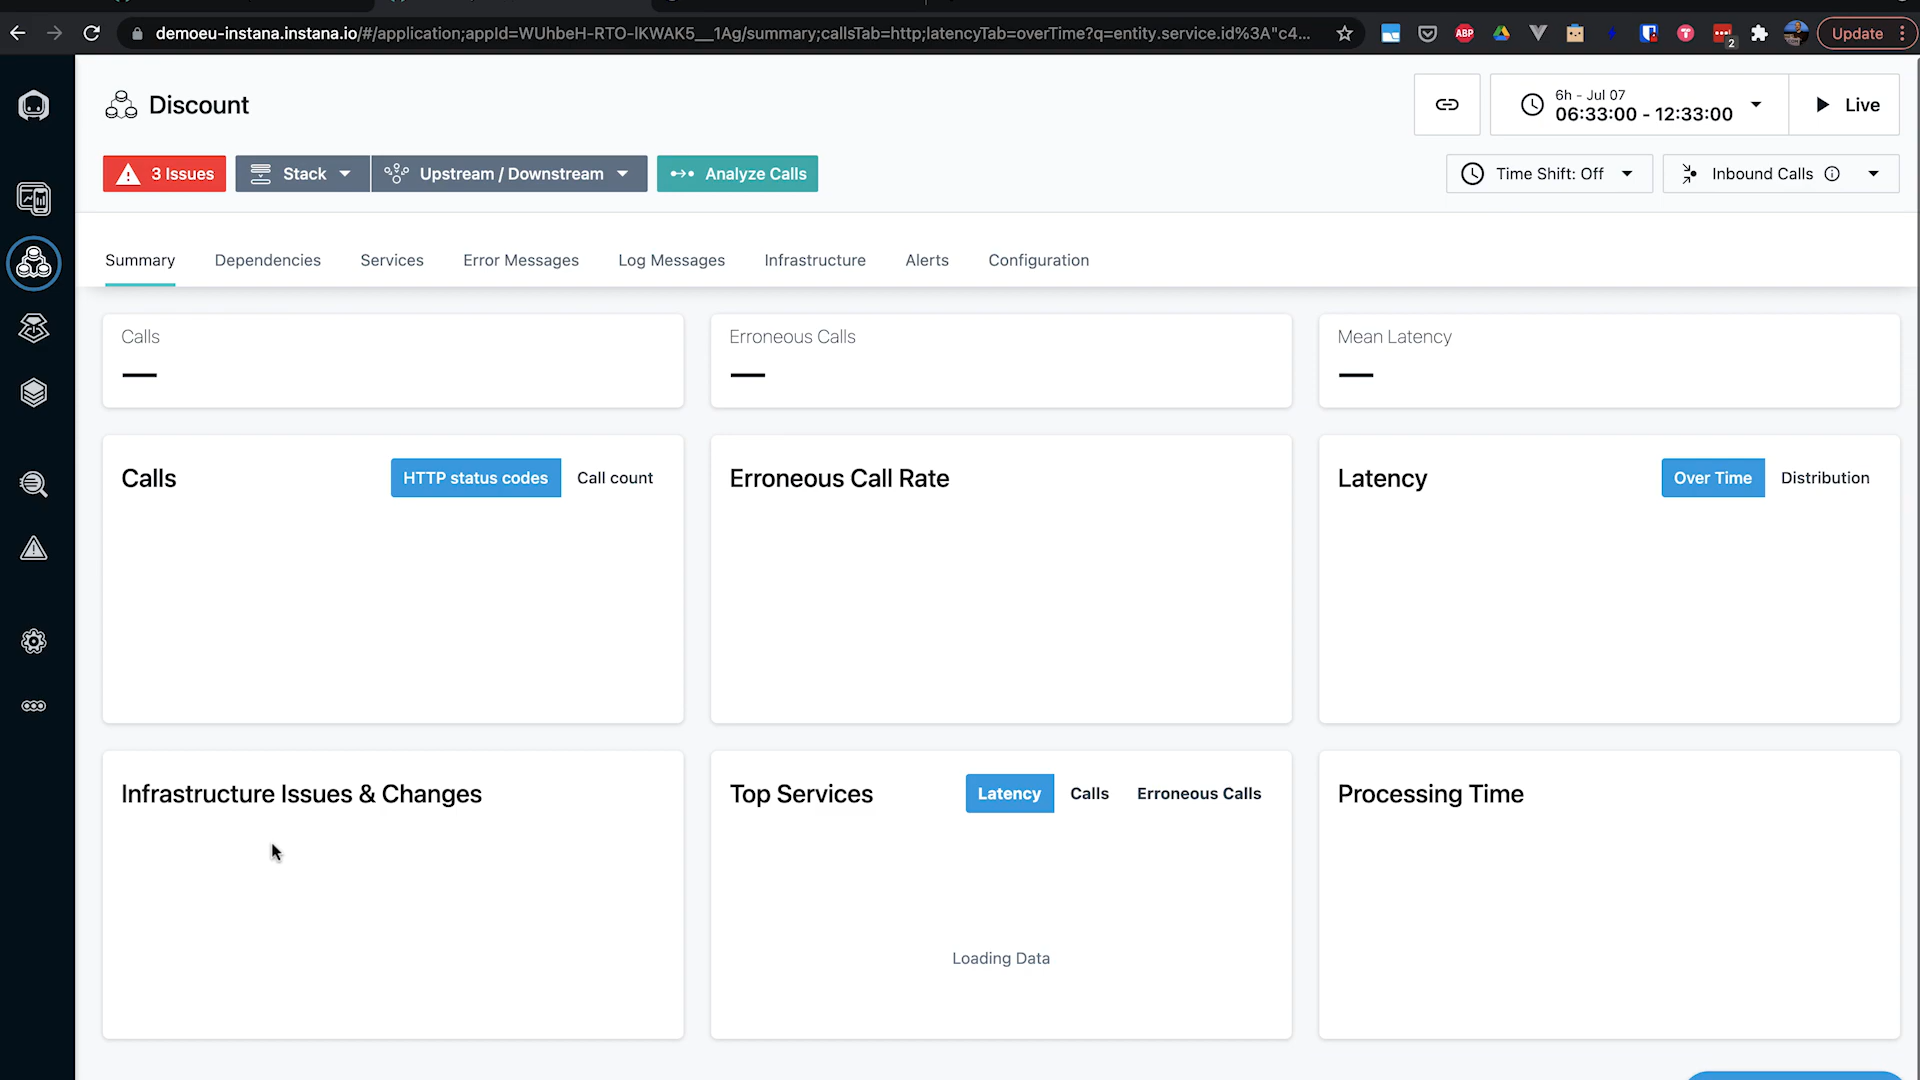 demoeu-instana.instana.io/#/application;appId=WUhbeH-RTO-lKWAK5__1Ag/summary;callsTab=http;latencyTab=overTime?q=entity.service.id%3A"c4...
ABP
2
Update
Discount
6h - Jul 07
06:33:00 - 12:33:00
Live
3 Issues
Stack
Upstream / Downstream
Analyze Calls
Time Shift: Off
Inbound Calls
Summary
Dependencies
Services
Error Messages
Log Messages
Infrastructure
Alerts
Configuration
Calls
—
Erroneous Calls
—
Mean Latency
—
Calls
HTTP status codes
Call count
Erroneous Call Rate
Latency
Over Time
Distribution
Infrastructure Issues & Changes
Top Services
Latency
Calls
Erroneous Calls
Loading Data
Processing Time